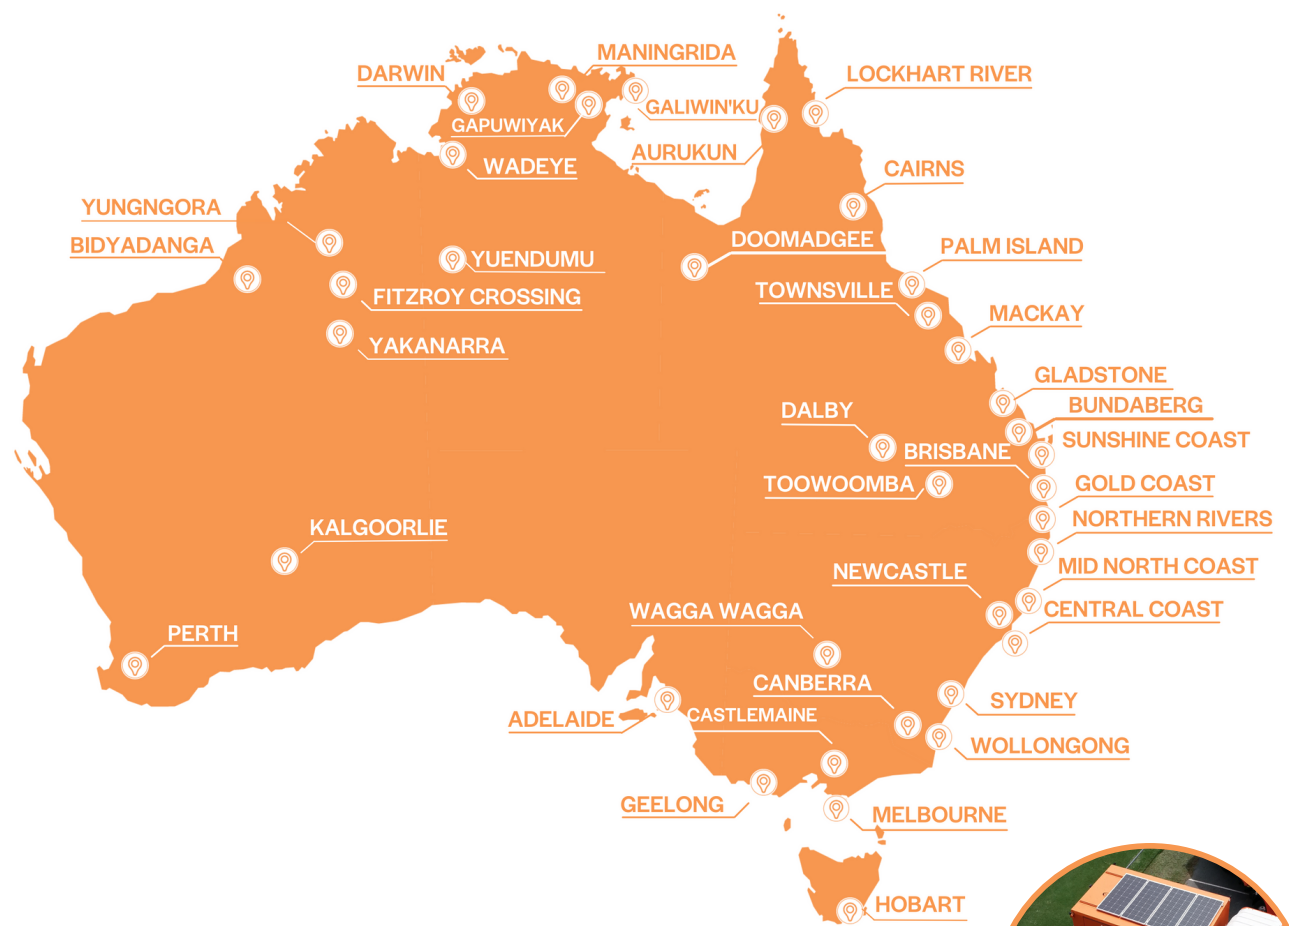 MANINGRIDA
DARWIN
LOCKHART RIVER
GALIWIN'KU
GAPUWIYAK
AURUKUN
WADEYE
CAIRNS
YUNGNGORA
BIDYADANGA
DOOMADGEE
PALM ISLAND
YUENDUMU
TOWNSVILLE
FITZROY CROSSING
MACKAY
YAKANARRA
GLADSTONE
BUNDABERG
DALBY
SUNSHINE COAST
BRISBANE
TOOWOOMBA
GOLD COAST
NORTHERN RIVERS
KALGOORLIE
MID NORTH COAST
NEWCASTLE
CENTRAL COAST
WAGGA WAGGA
PERTH
CANBERRA
SYDNEY
CASTLEMAINE
ADELAIDE
WOLLONGONG
GEELONG
MELBOURNE
HOBART